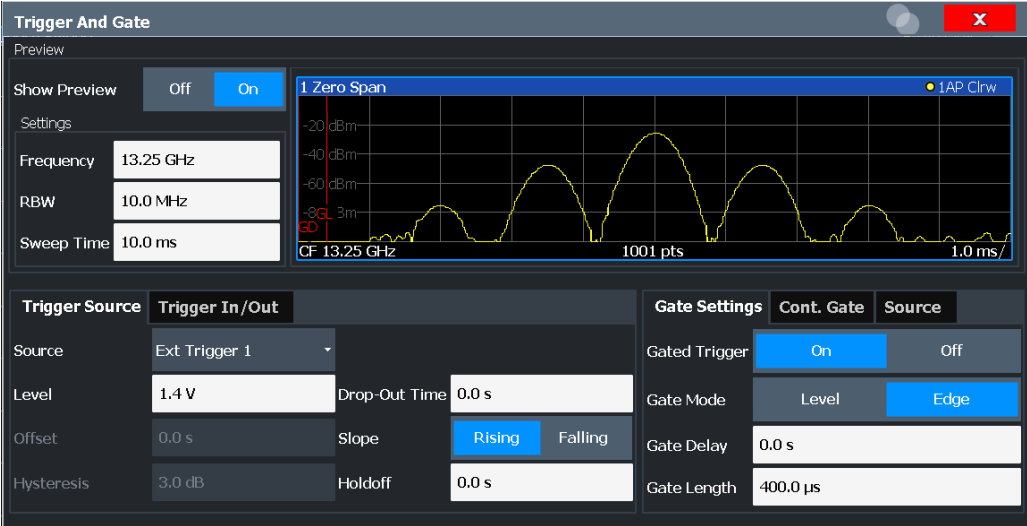 Trigger And Gate
X
Preview
Show Preview Off On
Settings
Frequency 13.25 GHz
RBW 10.0 MHz
Sweep Time 10.0 ms
1 Zero Span 1AP Clrw
-20 dBm
-40 dBm
-60 dBm
-8 GL 3m
GD
CF 13.25 GHz 1001 pts 1.0 ms/
Trigger Source Trigger In/Out
Source Ext Trigger 1
Level 1.4 V Drop-Out Time 0.0 s
Offset 0.0 s Slope Rising Falling
Hysteresis 3.0 dB Holdoff 0.0 s
Gate Settings Cont. Gate Source
Gated Trigger On Off
Gate Mode Level Edge
Gate Delay 0.0 s
Gate Length 400.0 µs